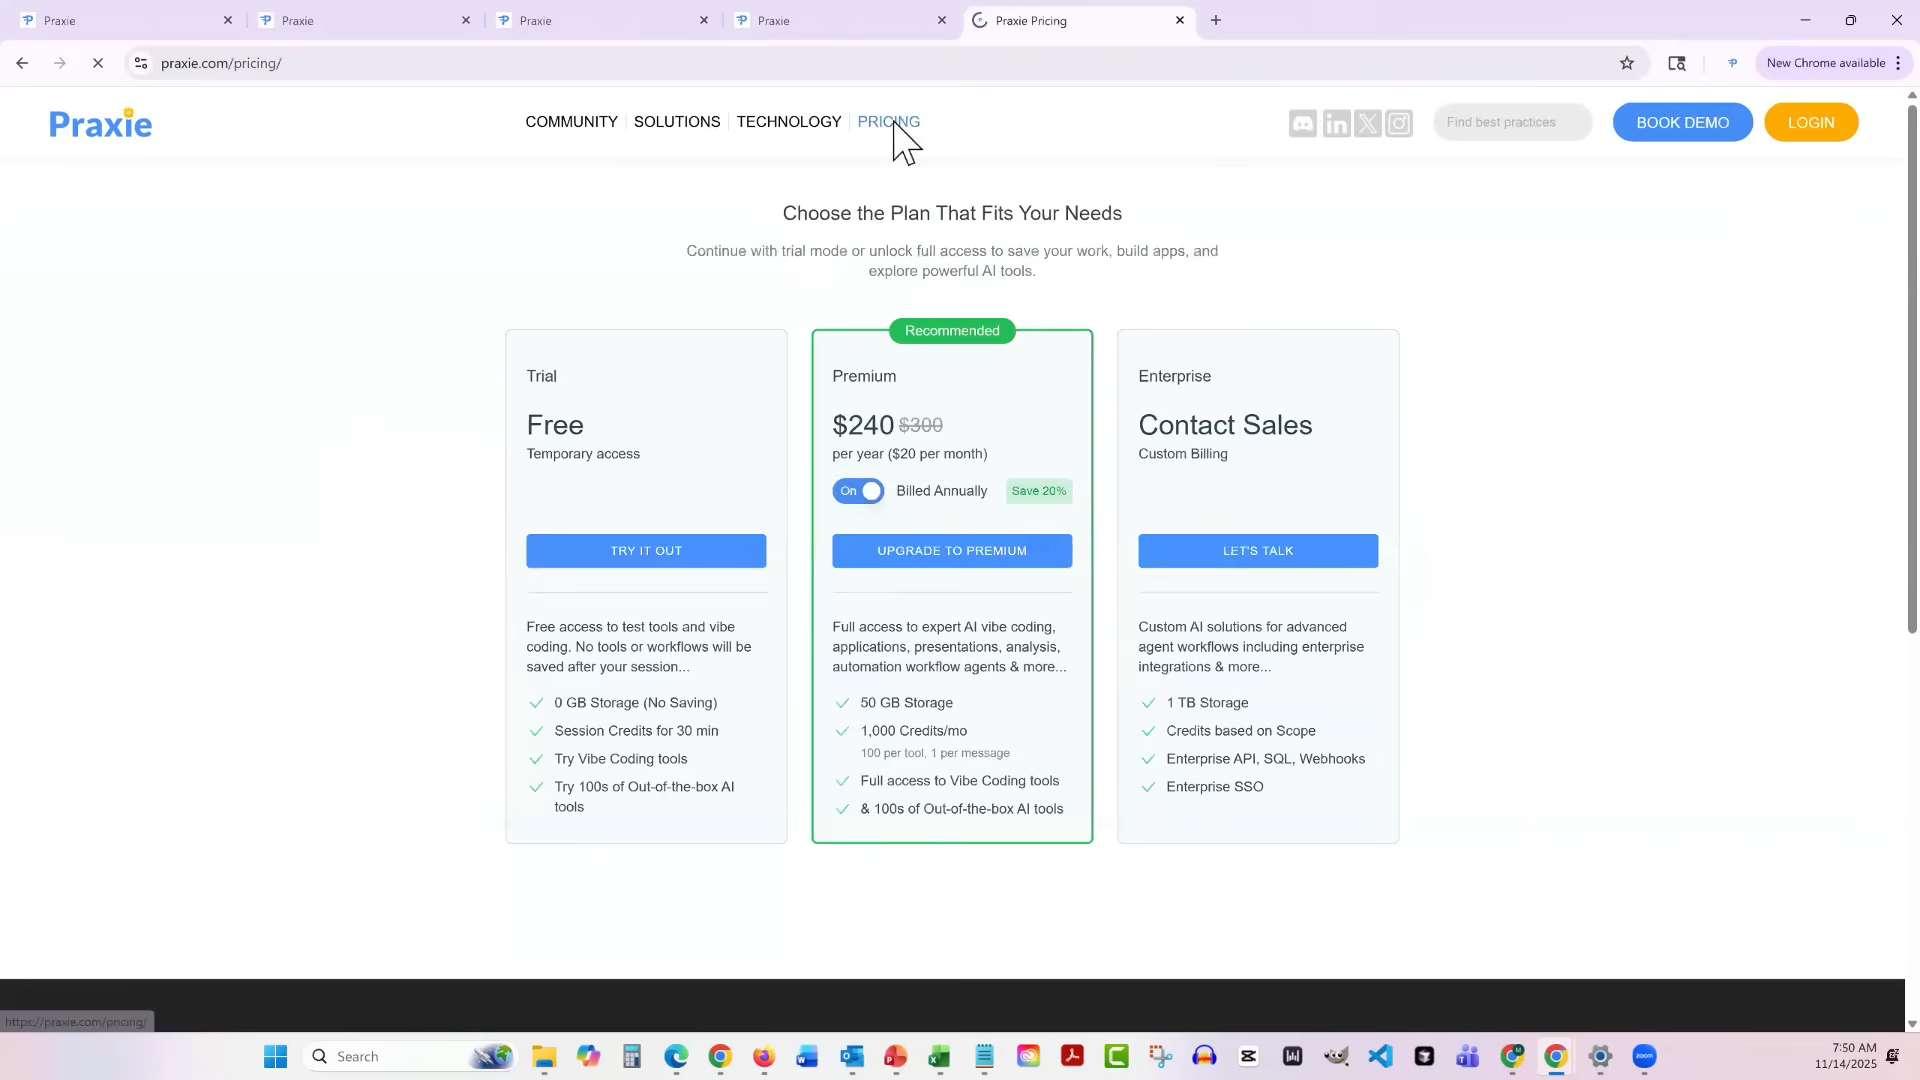 Praxie
Praxie
Praxie
Praxie
Praxie Pricing
praxie.com/pricing/
New Chrome available
Praxie
COMMUNITY
SOLUTIONS
TECHNOLOGY
PRICING
Find best practices
BOOK DEMO
LOGIN
Choose the Plan That Fits Your Needs
Continue with trial mode or unlock full access to save your work, build apps, and
explore powerful AI tools.
Trial
Free
Temporary access
TRY IT OUT
Free access to test tools and vibe
coding. No tools or workflows will be
saved after your session...
0 GB Storage (No Saving)
Session Credits for 30 min
Try Vibe Coding tools
Try 100s of Out-of-the-box AI
tools
Recommended
Premium
$240 $300
per year ($20 per month)
On
Billed Annually
Save 20%
UPGRADE TO PREMIUM
Full access to expert AI vibe coding,
applications, presentations, analysis,
automation workflow agents & more...
50 GB Storage
1,000 Credits/mo
100 per tool, 1 per message
Full access to Vibe Coding tools
& 100s of Out-of-the-box AI tools
Enterprise
Contact Sales
Custom Billing
LET'S TALK
Custom AI solutions for advanced
agent workflows including enterprise
integrations & more...
1 TB Storage
Credits based on Scope
Enterprise API, SQL, Webhooks
Enterprise SSO
https://praxie.com/pricing/
Search
7:50 AM
11/14/2025